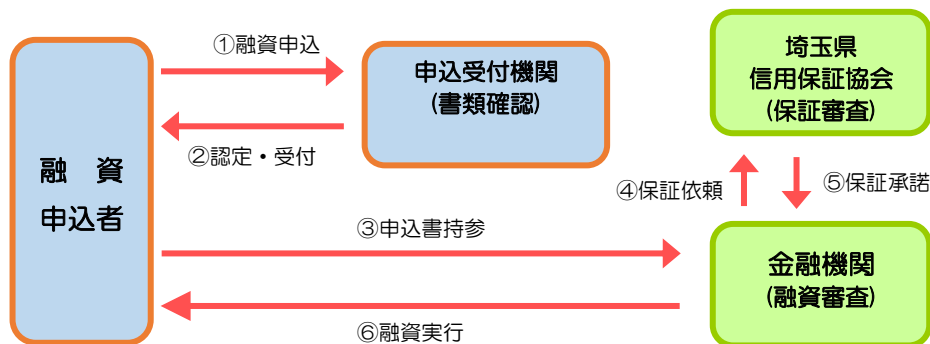 ①融資申込
申込受付機関
(書類確認)
②認定・受付
埼玉県
信用保証協会
(保証審査)
融　資
申込者
④保証依頼
⑤保証承諾
③申込書持参
金融機関
(融資審査)
⑥融資実行